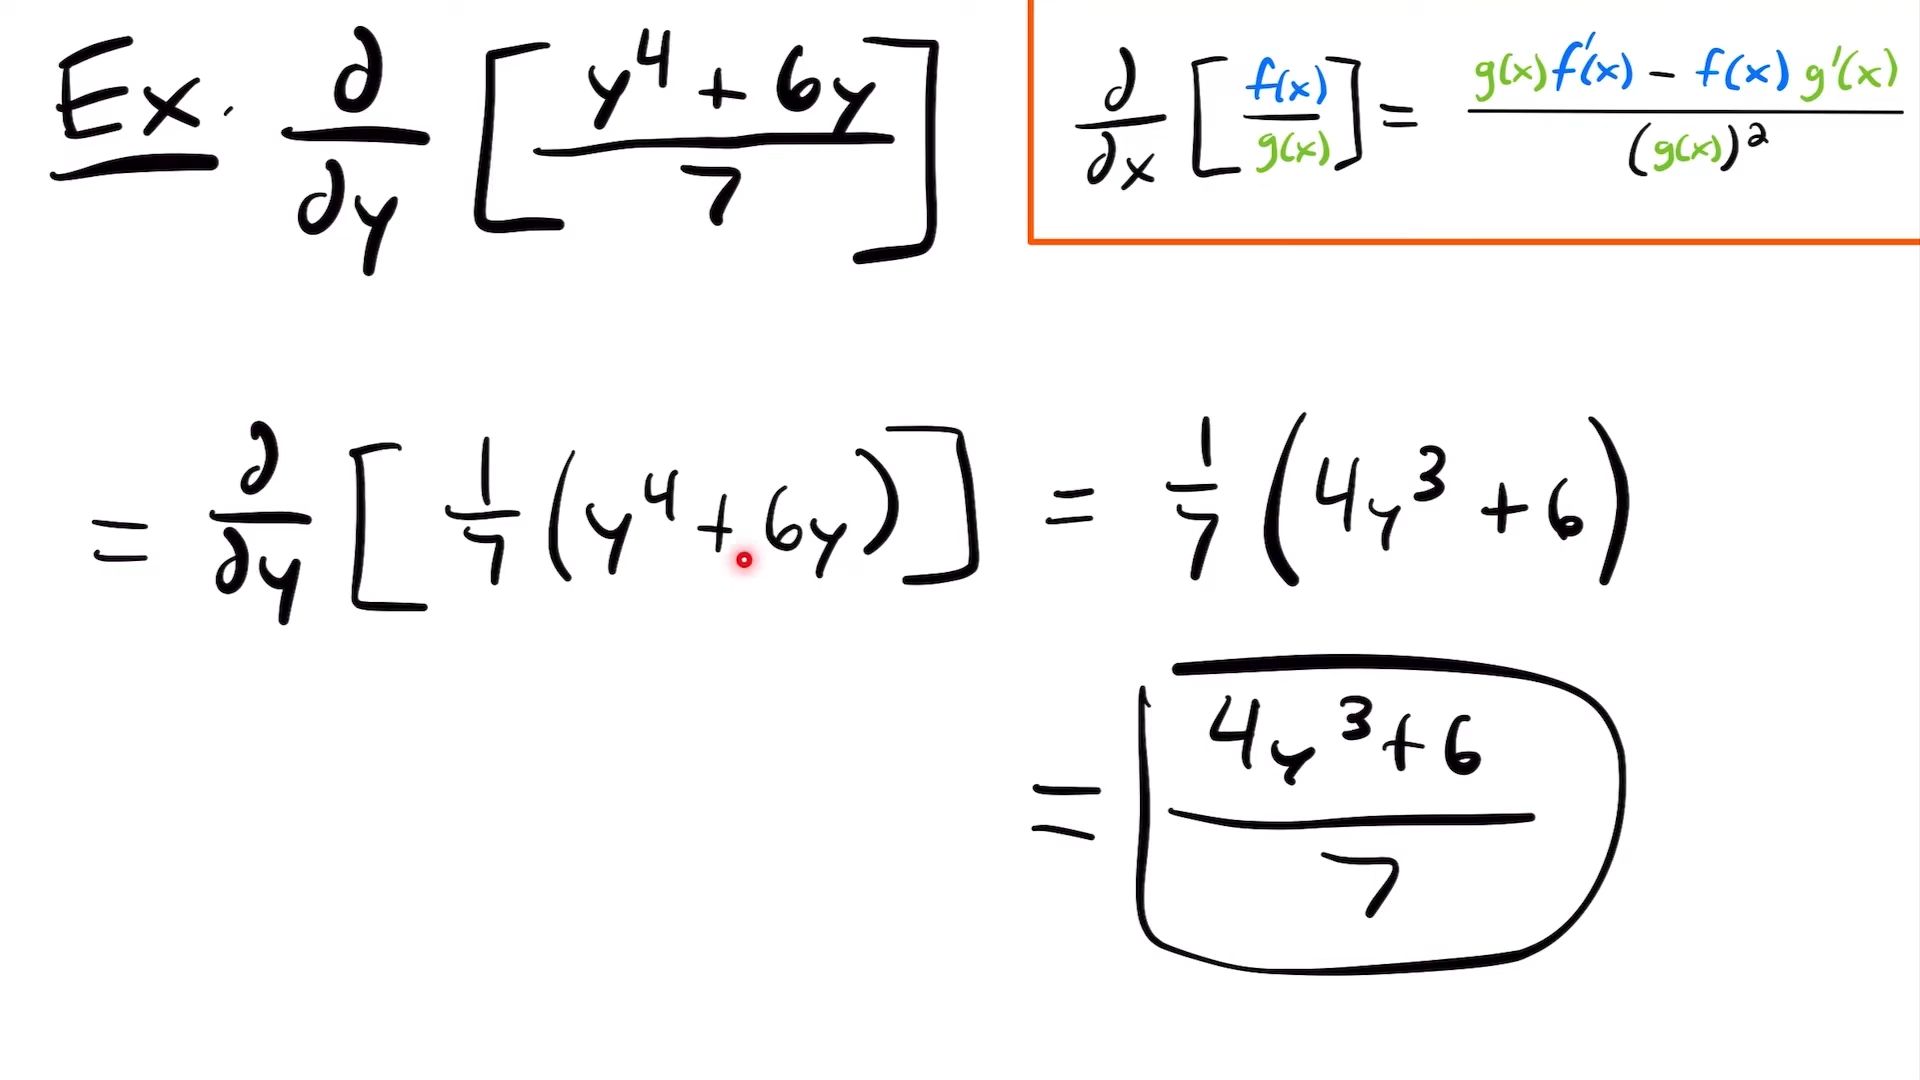 Ex. ∂/∂y [ (y⁴ + 6y)/7 ]
∂/∂x [ f(x)/g(x) ] = (g(x) f'(x) - f(x) g'(x))/(g(x))²
= ∂/∂y [ 1/7 (y⁴ + 6y) ] = 1/7 (4y³ + 6)
= (4y³ + 6)/7